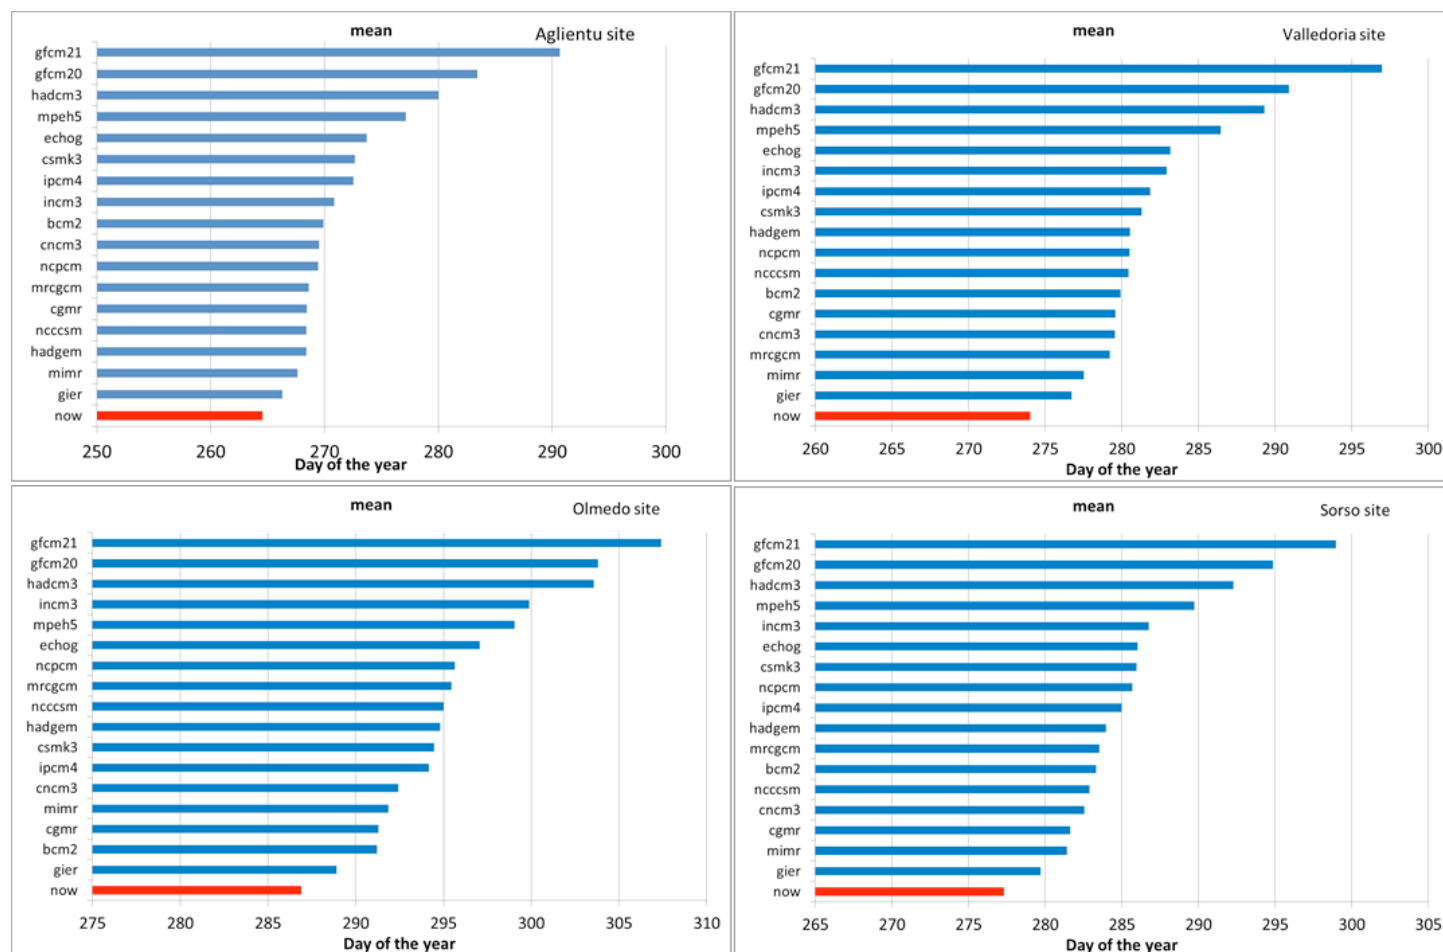 mean
Aglientu site
gfcm21
gfcm20
hadcm3
mpeh5
echog
csmk3
ipcm4
incm3
bcm2
cncm3
ncpcm
mrcgcm
cgmr
ncccsm
hadgem
mimr
gier
now
250 260 270 280 290 300
Day of the year
mean
Valledoria site
gfcm21
gfcm20
hadcm3
mpeh5
echog
incm3
ipcm4
csmk3
hadgem
ncpcm
ncccsm
bcm2
cgmr
cncm3
mrcgcm
mimr
gier
now
260 265 270 275 280 285 290 295 300
Day of the year
mean
Olmedo site
gfcm21
gfcm20
hadcm3
incm3
mpeh5
echog
ncpcm
mrcgcm
ncccsm
hadgem
csmk3
ipcm4
cncm3
mimr
cgmr
bcm2
gier
now
275 280 285 290 295 300 305 310
Day of the year
mean
Sorso site
gfcm21
gfcm20
hadcm3
mpeh5
incm3
echog
csmk3
ncpcm
ipcm4
hadgem
mrcgcm
bcm2
ncccsm
cncm3
cgmr
mimr
gier
now
265 270 275 280 285 290 295 300 305
Day of the year